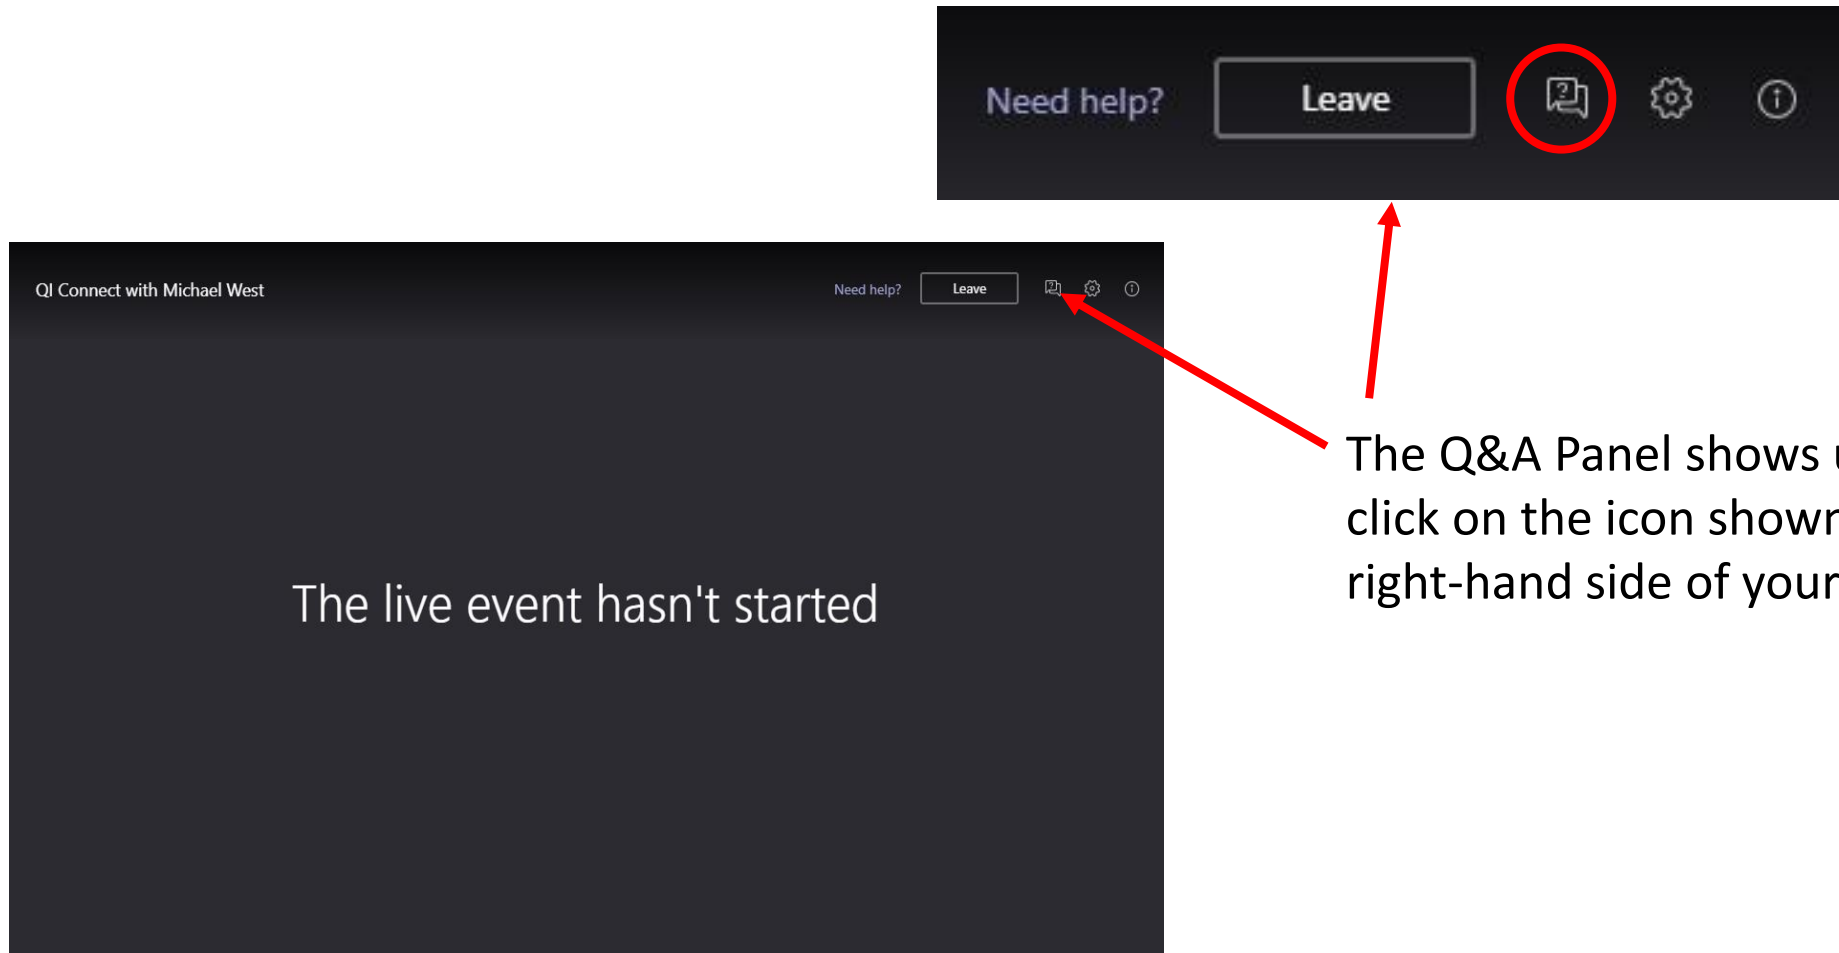 Need help? Leave
QI Connect with Michael West Need help? Leave
The live event hasn't started
The Q&A Panel shows
click on the icon shown
right-hand side of your